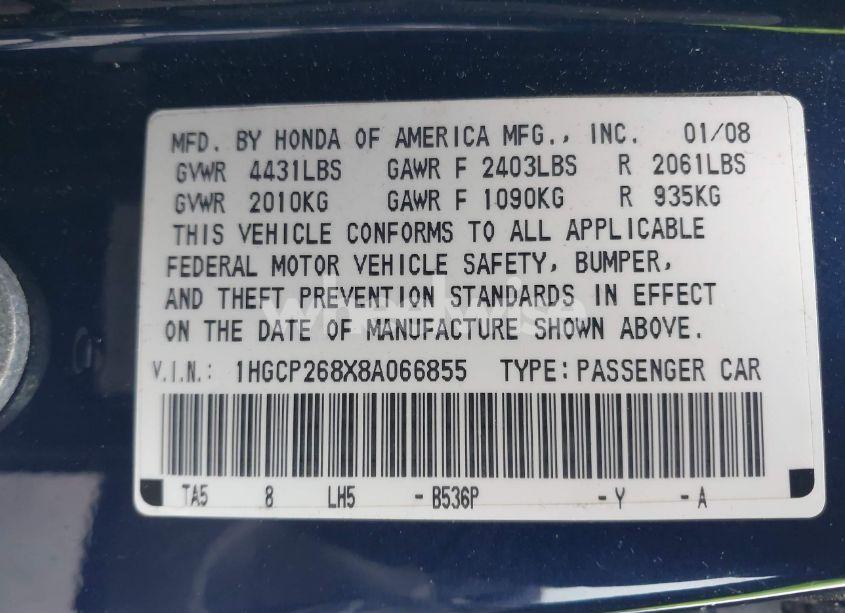 MFD. BY HONDA OF AMERICA MFG., INC. 01/08
GVWR 4431LBS GAWR F 2403LBS R 2061LBS
GVWR 2010KG GAWR F 1090KG R 935KG
THIS VEHICLE CONFORMS TO ALL APPLICABLE
FEDERAL MOTOR VEHICLE SAFETY, BUMPER,
AND THEFT PREVENTION STANDARDS IN EFFECT
ON THE DATE OF MANUFACTURE SHOWN ABOVE.
V.I.N.: 1HGCP268X8A066855 TYPE: PASSENGER CAR
TA5 8 LH5 - B536P - Y - A